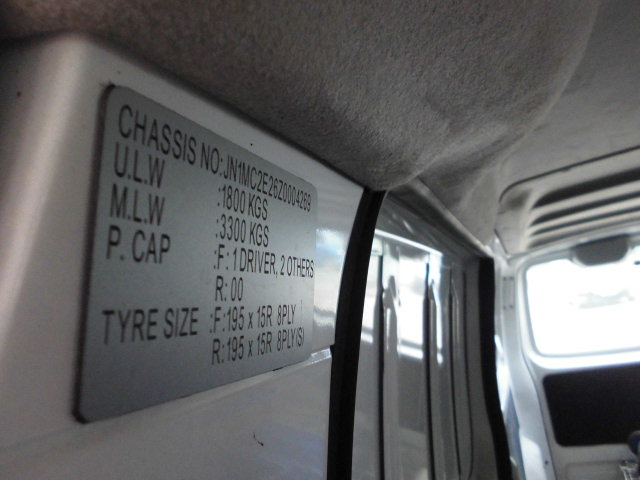 CHASSIS NO:JN1MC2E26Z0004269
U.L.W :1800 KGS
M.L.W :3300 KGS
P. CAP :F: 1 DRIVER, 2 OTHERS
R: 00
TYRE SIZE :F:195 x 15R 8PLY
R:195 x 15R 8PLY(S)